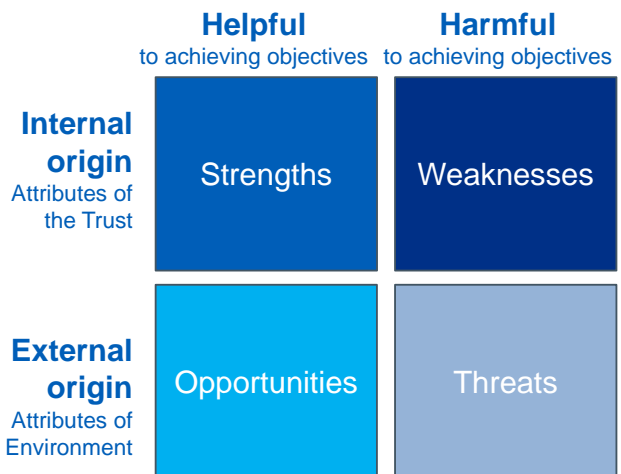 Helpful
to achieving objectives
Harmful
to achieving objectives
Internal
origin
Attributes of
the Trust
Strengths
Weaknesses
External
origin
Attributes of
Environment
Opportunities
Threats